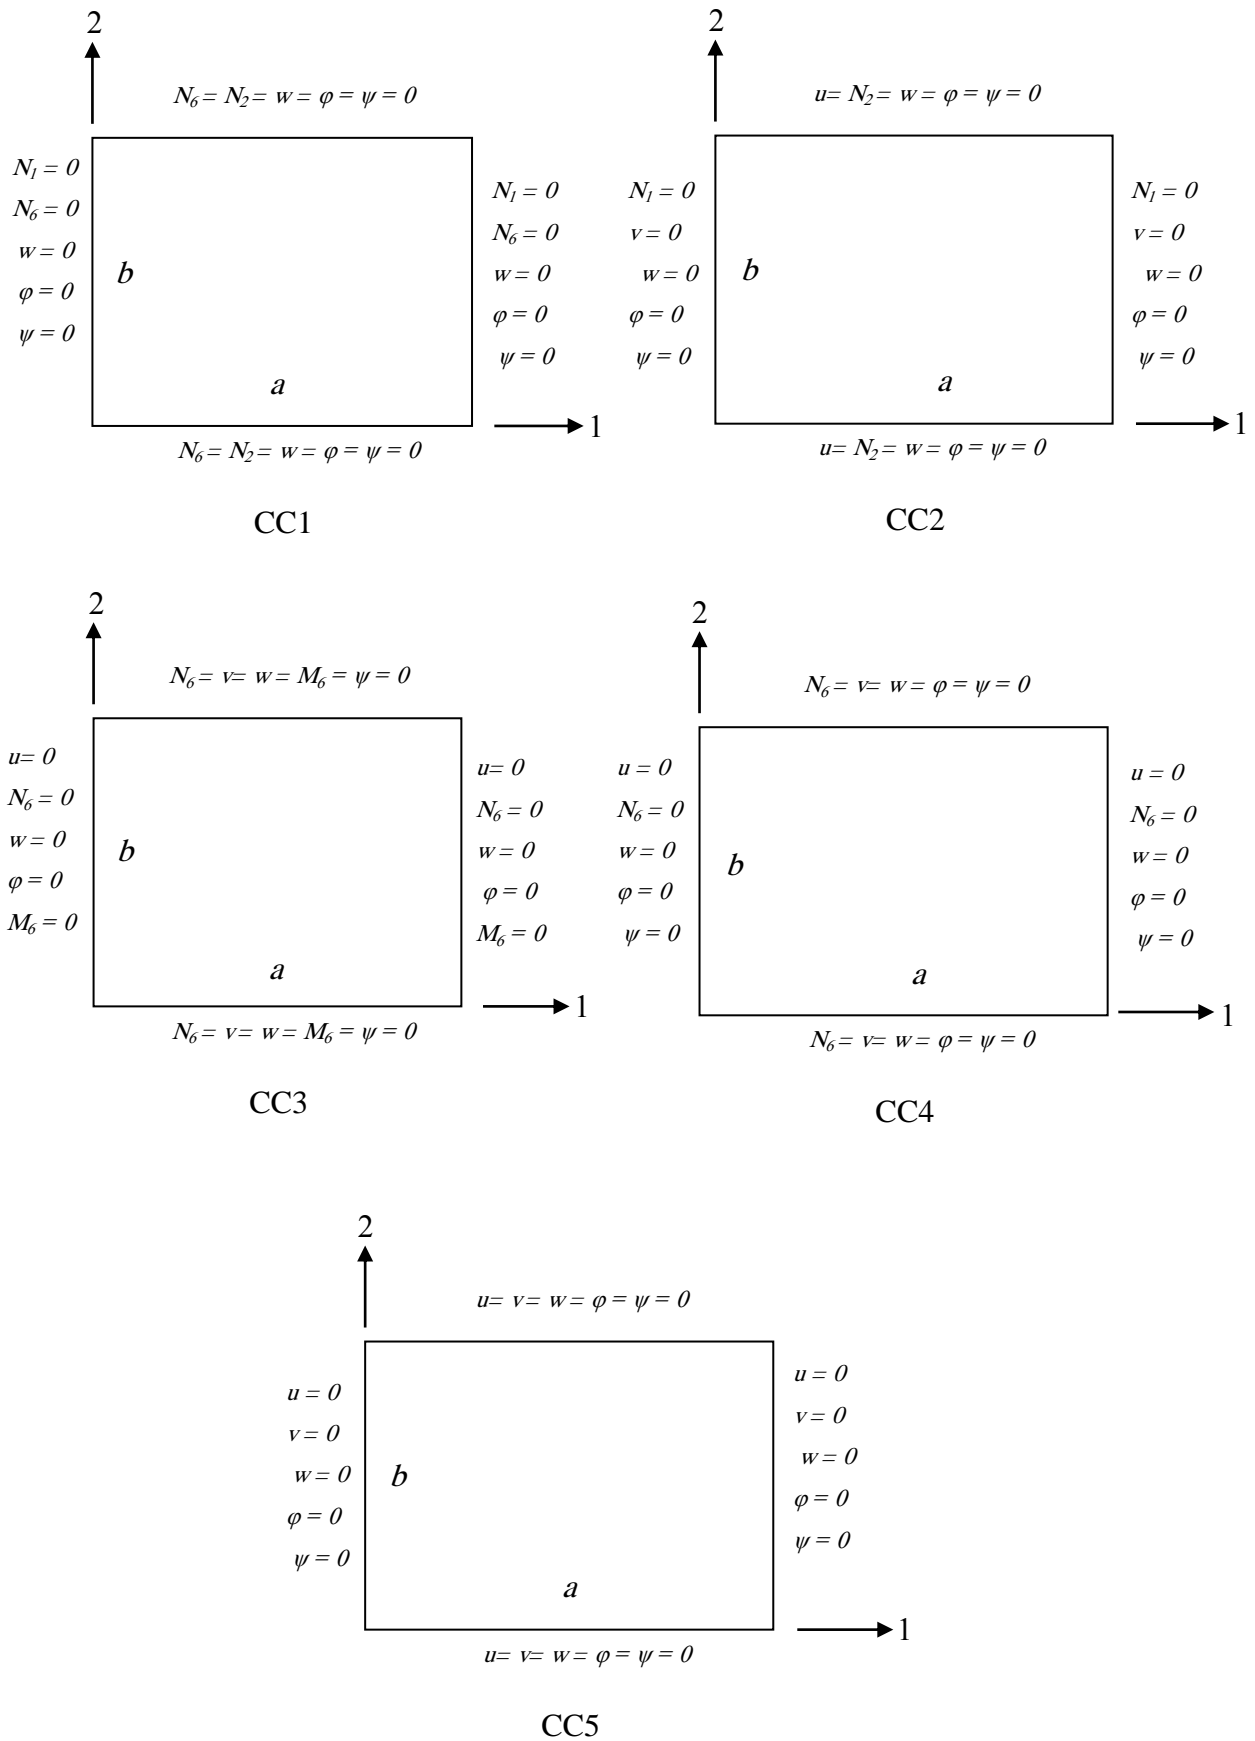 2
N₆ = N₂ = w = φ = ψ = 0
N₁ = 0
N₆ = 0
w = 0
φ = 0
ψ = 0
b
a
N₁ = 0
N₆ = 0
w = 0
φ = 0
ψ = 0
1
N₆ = N₂ = w = φ = ψ = 0
CC1
2
u= N₂ = w = φ = ψ = 0
N₁ = 0
v = 0
w = 0
φ = 0
ψ = 0
b
a
N₁ = 0
v = 0
w = 0
φ = 0
ψ = 0
1
u= N₂ = w = φ = ψ = 0
CC2
2
N₆ = v= w = M₆ = ψ = 0
u= 0
N₆ = 0
w = 0
φ = 0
M₆ = 0
b
a
u= 0
N₆ = 0
w = 0
φ = 0
M₆ = 0
1
N₆ = v= w = M₆ = ψ = 0
CC3
2
N₆ = v= w = φ = ψ = 0
u = 0
N₆ = 0
w = 0
φ = 0
ψ = 0
b
a
u = 0
N₆ = 0
w = 0
φ = 0
ψ = 0
1
N₆ = v= w = φ = ψ = 0
CC4
2
u= v= w = φ = ψ = 0
u = 0
v = 0
w = 0
φ = 0
ψ = 0
b
a
u = 0
v = 0
w = 0
φ = 0
ψ = 0
1
u= v= w = φ = ψ = 0
CC5